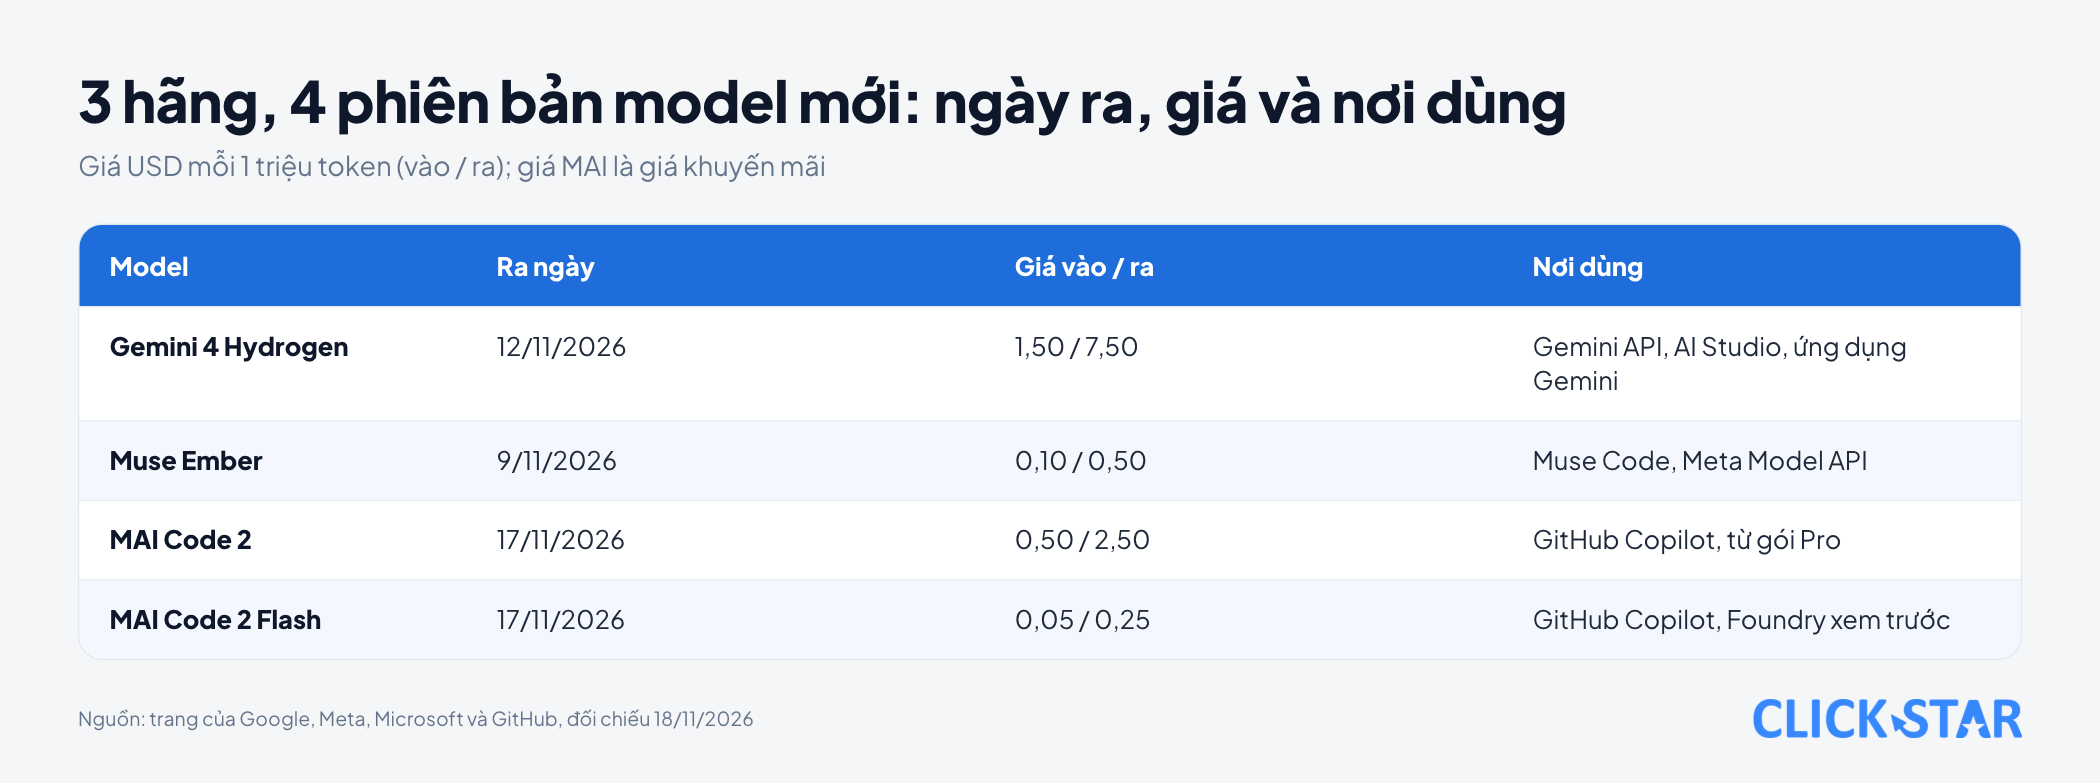 3 hãng, 4 phiên bản model mới: ngày ra, giá và nơi dùng
Giá USD mỗi 1 triệu token (vào / ra); giá MAI là giá khuyến mãi
Model Ra ngày Giá vào / ra Nơi dùng
Gemini 4 Hydrogen 12/11/2026 1,50 / 7,50 Gemini API, AI Studio, ứng dụng
Gemini
Muse Ember 9/11/2026 0,10 / 0,50 Muse Code, Meta Model API
MAI Code 2 17/11/2026 0,50 / 2,50 GitHub Copilot, từ gói Pro
MAI Code 2 Flash 17/11/2026 0,05 / 0,25 GitHub Copilot, Foundry xem trước
Nguồn: trang của Google, Meta, Microsoft và GitHub, đối chiếu 18/11/2026
CLICK STAR